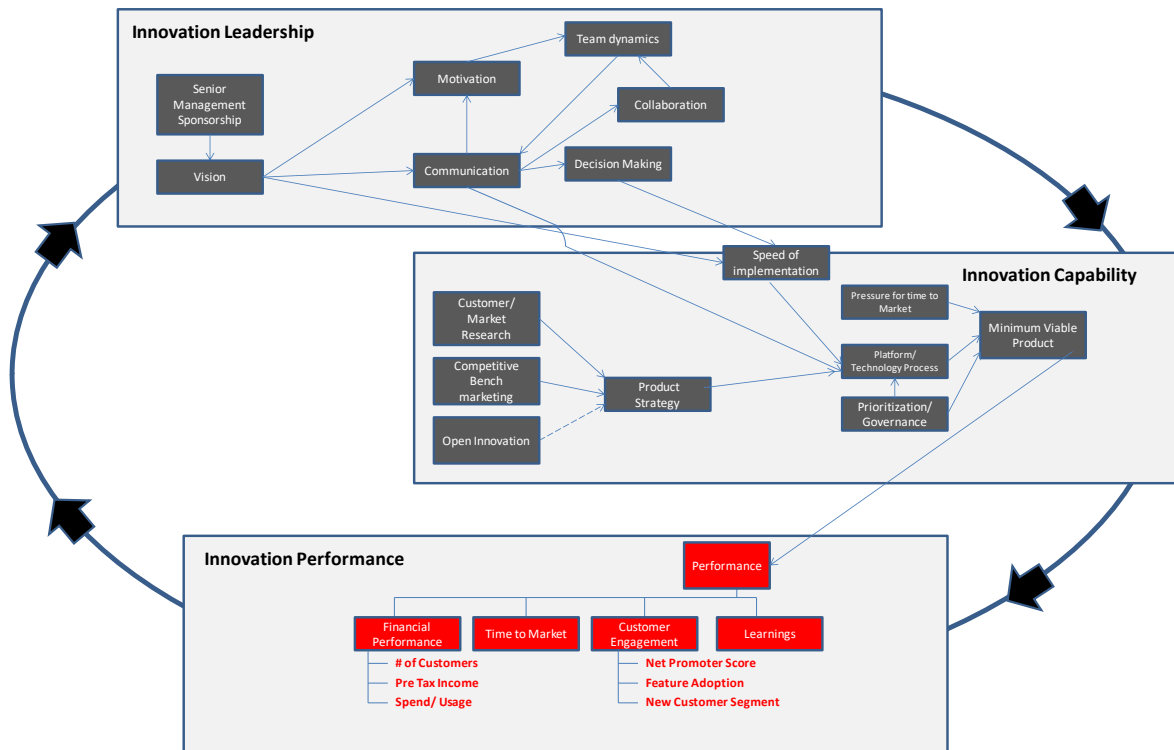 Innovation Leadership
Team dynamics
Senior
Management
Sponsorship
Motivation
Collaboration
Vision
Communication
Decision Making
Speed of
implementation
Innovation Capability
Customer/
Market
Research
Pressure for time to
Market
Minimum Viable
Product
Competitive
Bench
marketing
Platform/
Technology Process
Product
Strategy
Prioritization/
Governance
Open Innovation
Innovation Performance
Performance
Financial
Performance
Time to Market
Customer
Engagement
Learnings
# of Customers
Pre Tax Income
Spend/ Usage
Net Promoter Score
Feature Adoption
New Customer Segment